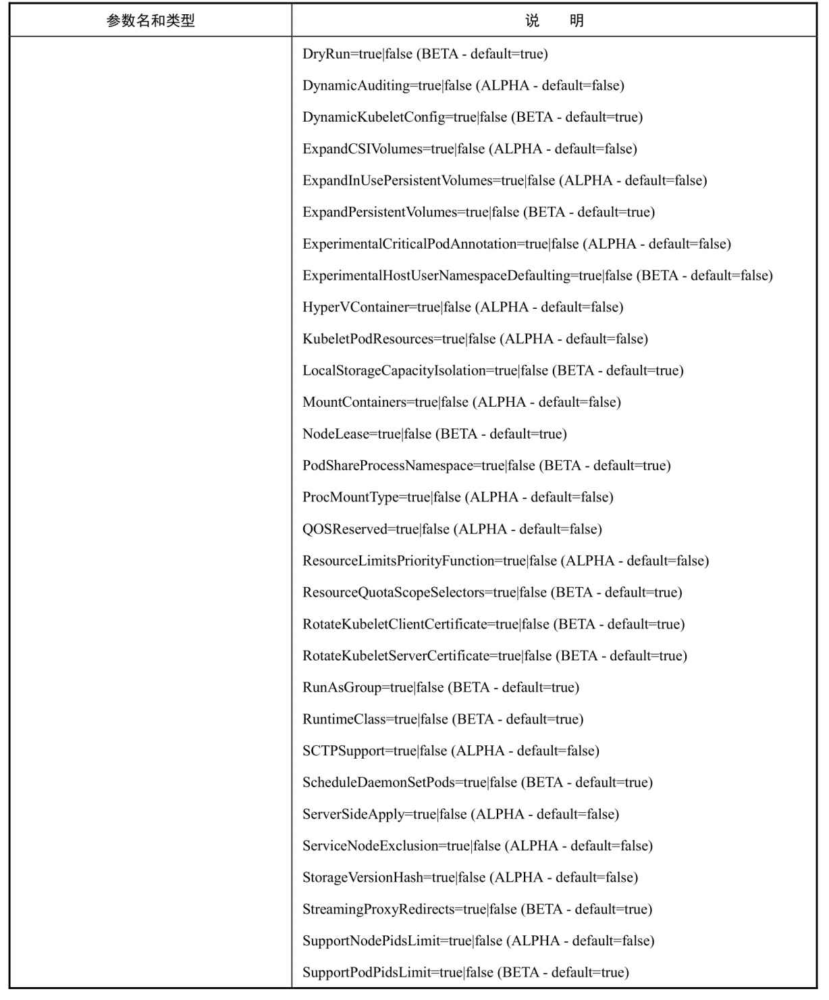 参数名和类型
说 明
DryRun=true|false (BETA - default=true)
DynamicAuditing=true|false (ALPHA - default=false)
DynamicKubeletConfig=true|false (BETA - default=true)
ExpandCSIVolumes=true|false (ALPHA - default=false)
ExpandInUsePersistentVolumes=true|false (ALPHA - default=false)
ExpandPersistentVolumes=true|false (BETA - default=true)
ExperimentalCriticalPodAnnotation=true|false (ALPHA - default=false)
ExperimentalHostUserNamespaceDefaulting=true|false (BETA - default=false)
HyperVContainer=true|false (ALPHA - default=false)
KubeletPodResources=true|false (ALPHA - default=false)
LocalStorageCapacityIsolation=true|false (BETA - default=true)
MountContainers=true|false (ALPHA - default=false)
NodeLease=true|false (BETA - default=true)
PodShareProcessNamespace=true|false (BETA - default=true)
ProcMountType=true|false (ALPHA - default=false)
QOSReserved=true|false (ALPHA - default=false)
ResourceLimitsPriorityFunction=true|false (ALPHA - default=false)
ResourceQuotaScopeSelectors=true|false (BETA - default=true)
RotateKubeletClientCertificate=true|false (BETA - default=true)
RotateKubeletServerCertificate=true|false (BETA - default=true)
RunAsGroup=true|false (BETA - default=true)
RuntimeClass=true|false (BETA - default=true)
SCTPSupport=true|false (ALPHA - default=false)
ScheduleDaemonSetPods=true|false (BETA - default=true)
ServerSideApply=true|false (ALPHA - default=false)
ServiceNodeExclusion=true|false (ALPHA - default=false)
StorageVersionHash=true|false (ALPHA - default=false)
StreamingProxyRedirects=true|false (BETA - default=true)
SupportNodePidsLimit=true|false (ALPHA - default=false)
SupportPodPidsLimit=true|false (BETA - default=true)